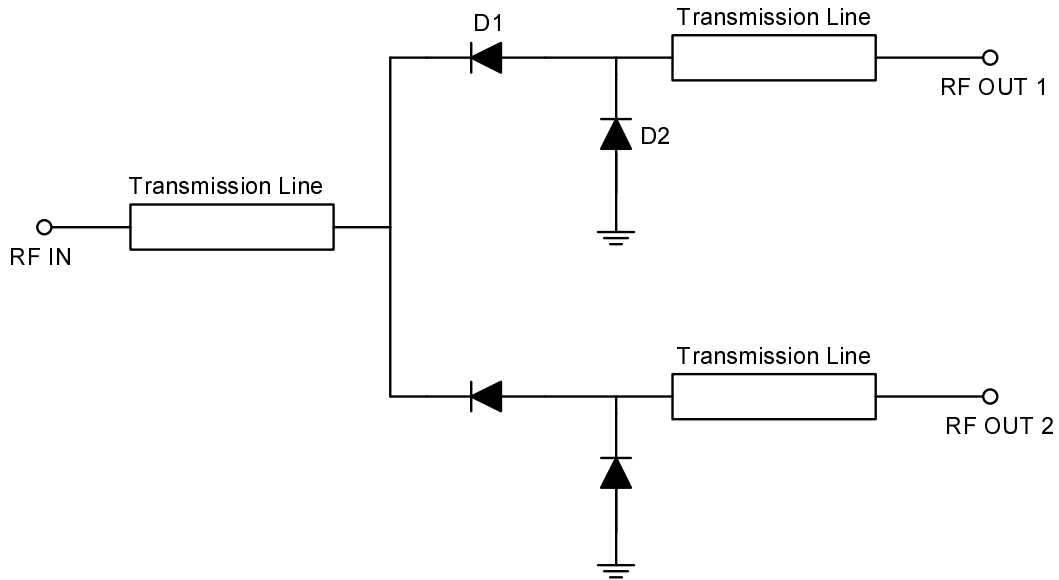 Transmission Line
D1
RF OUT 1
D2
Transmission Line
RF IN
Transmission Line
RF OUT 2